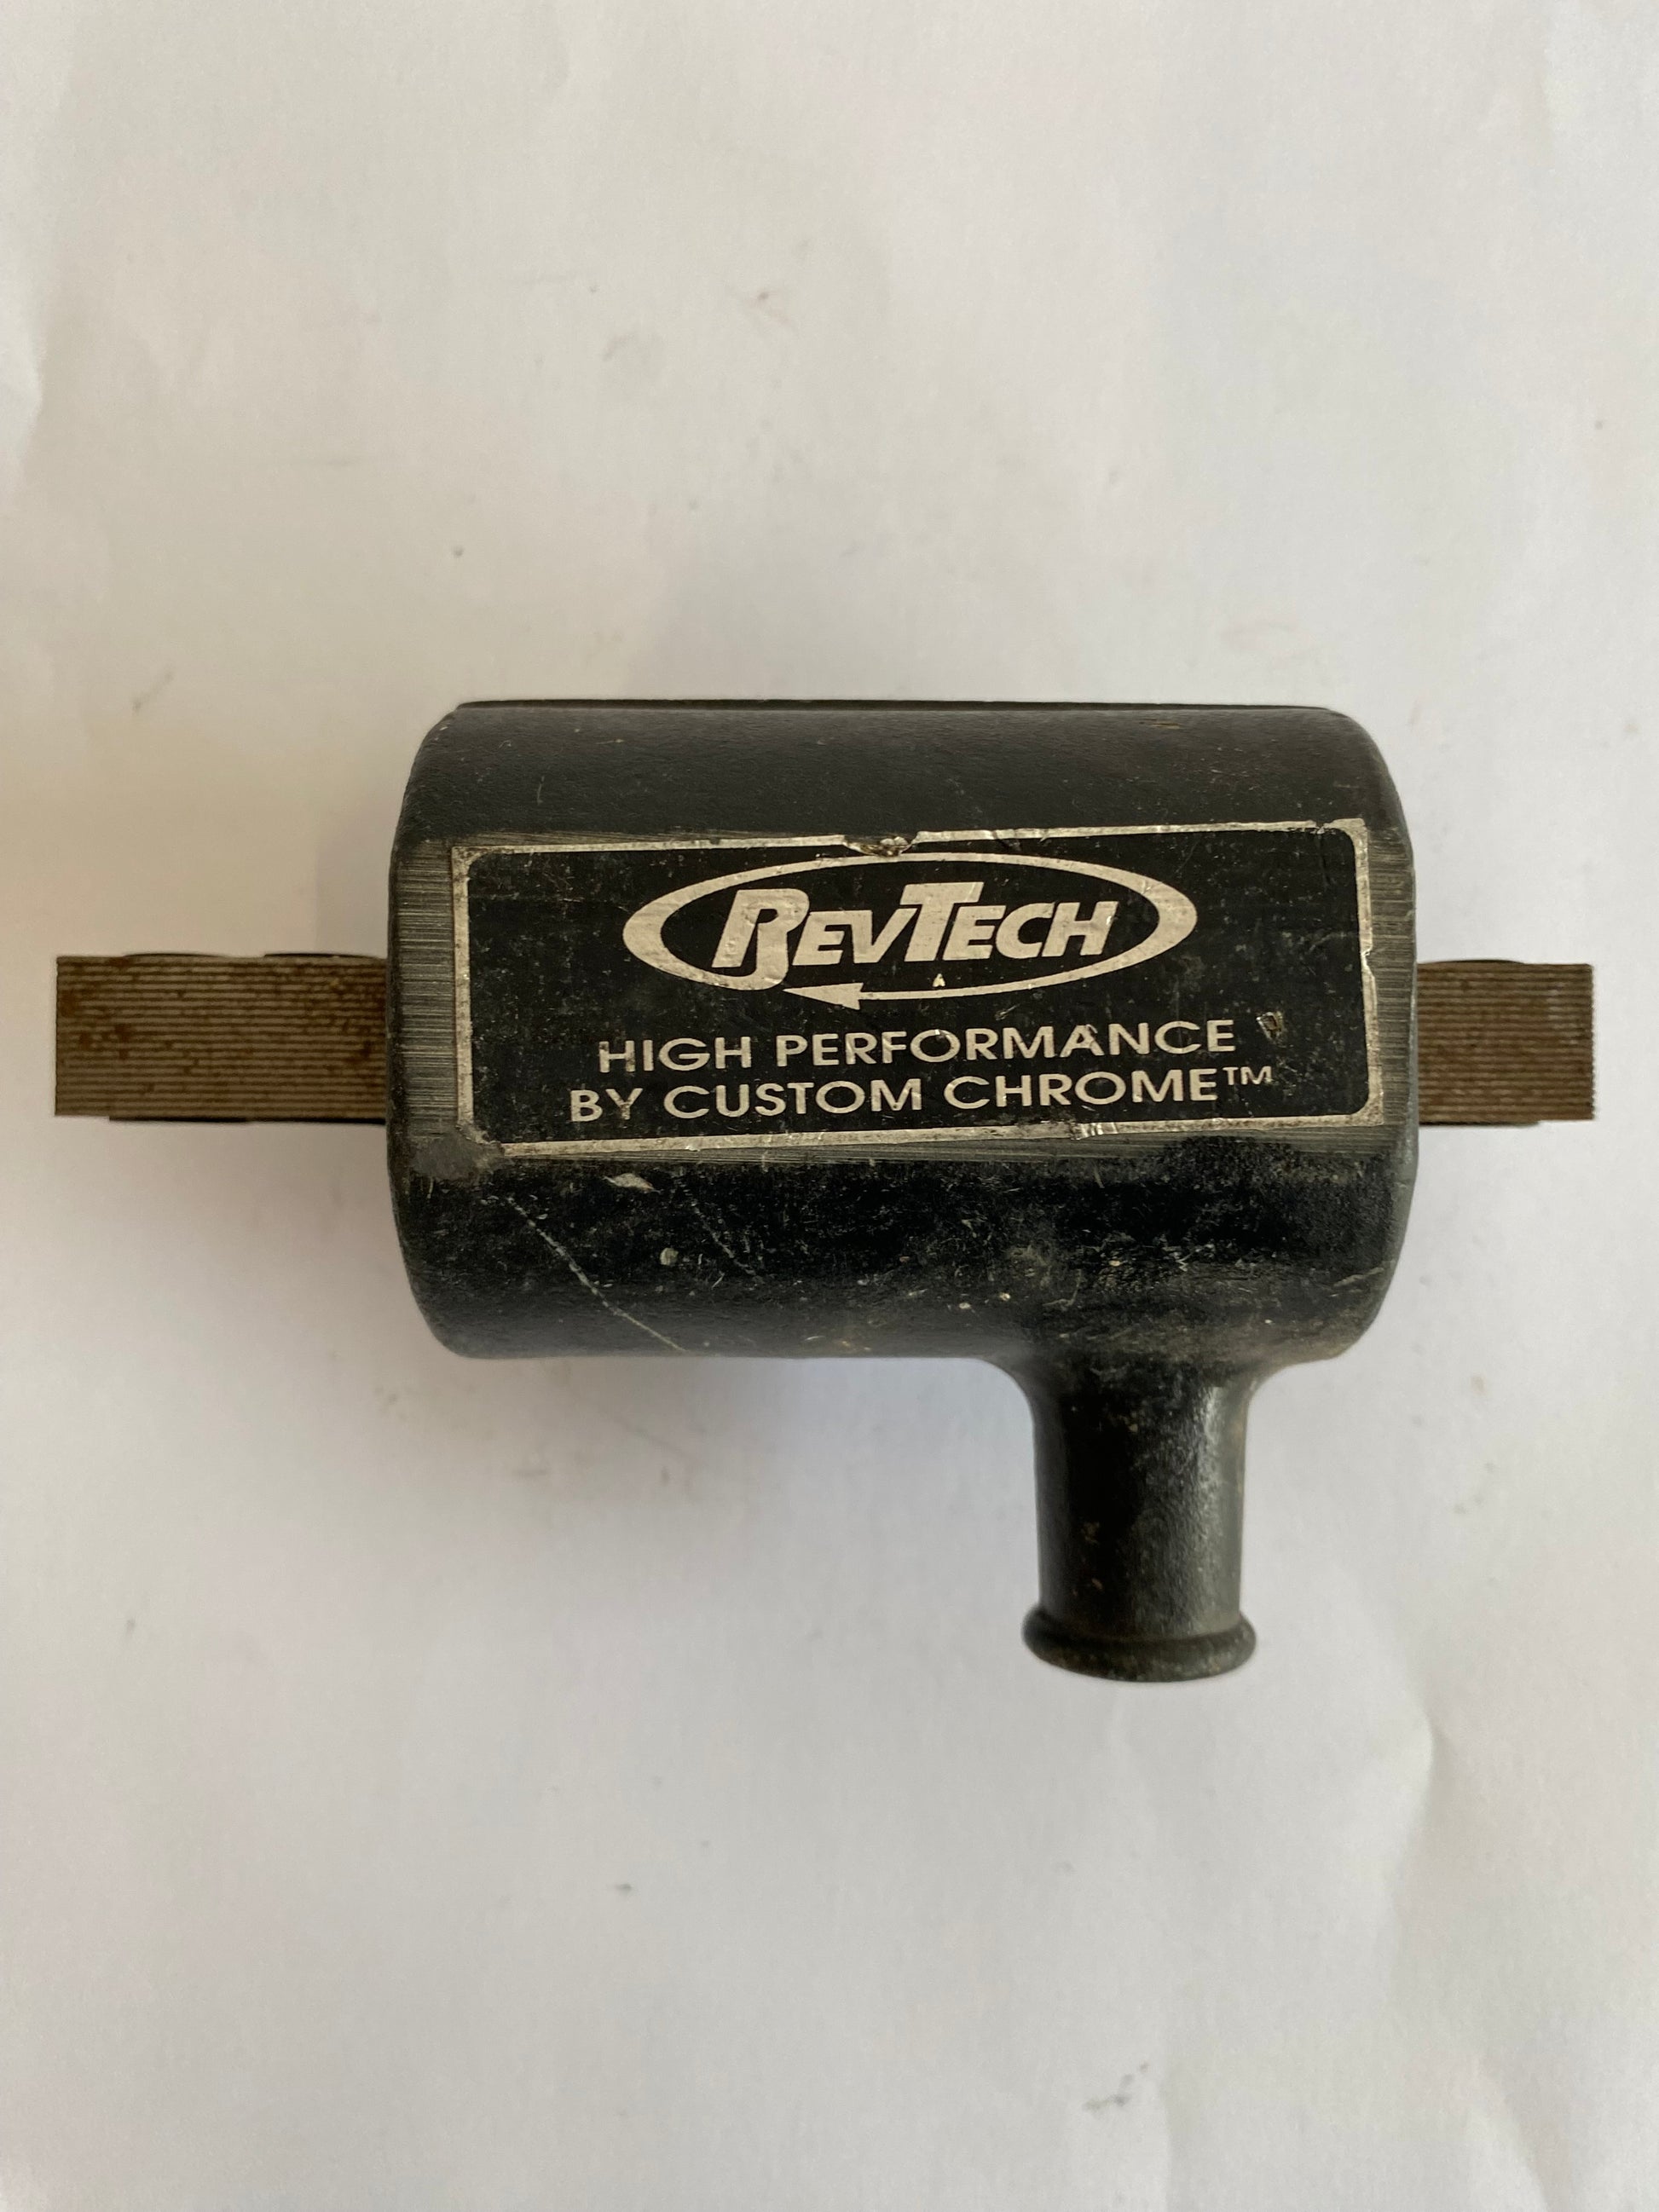 REVTECH
HIGH PERFORMANCE
BY CUSTOM CHROME™